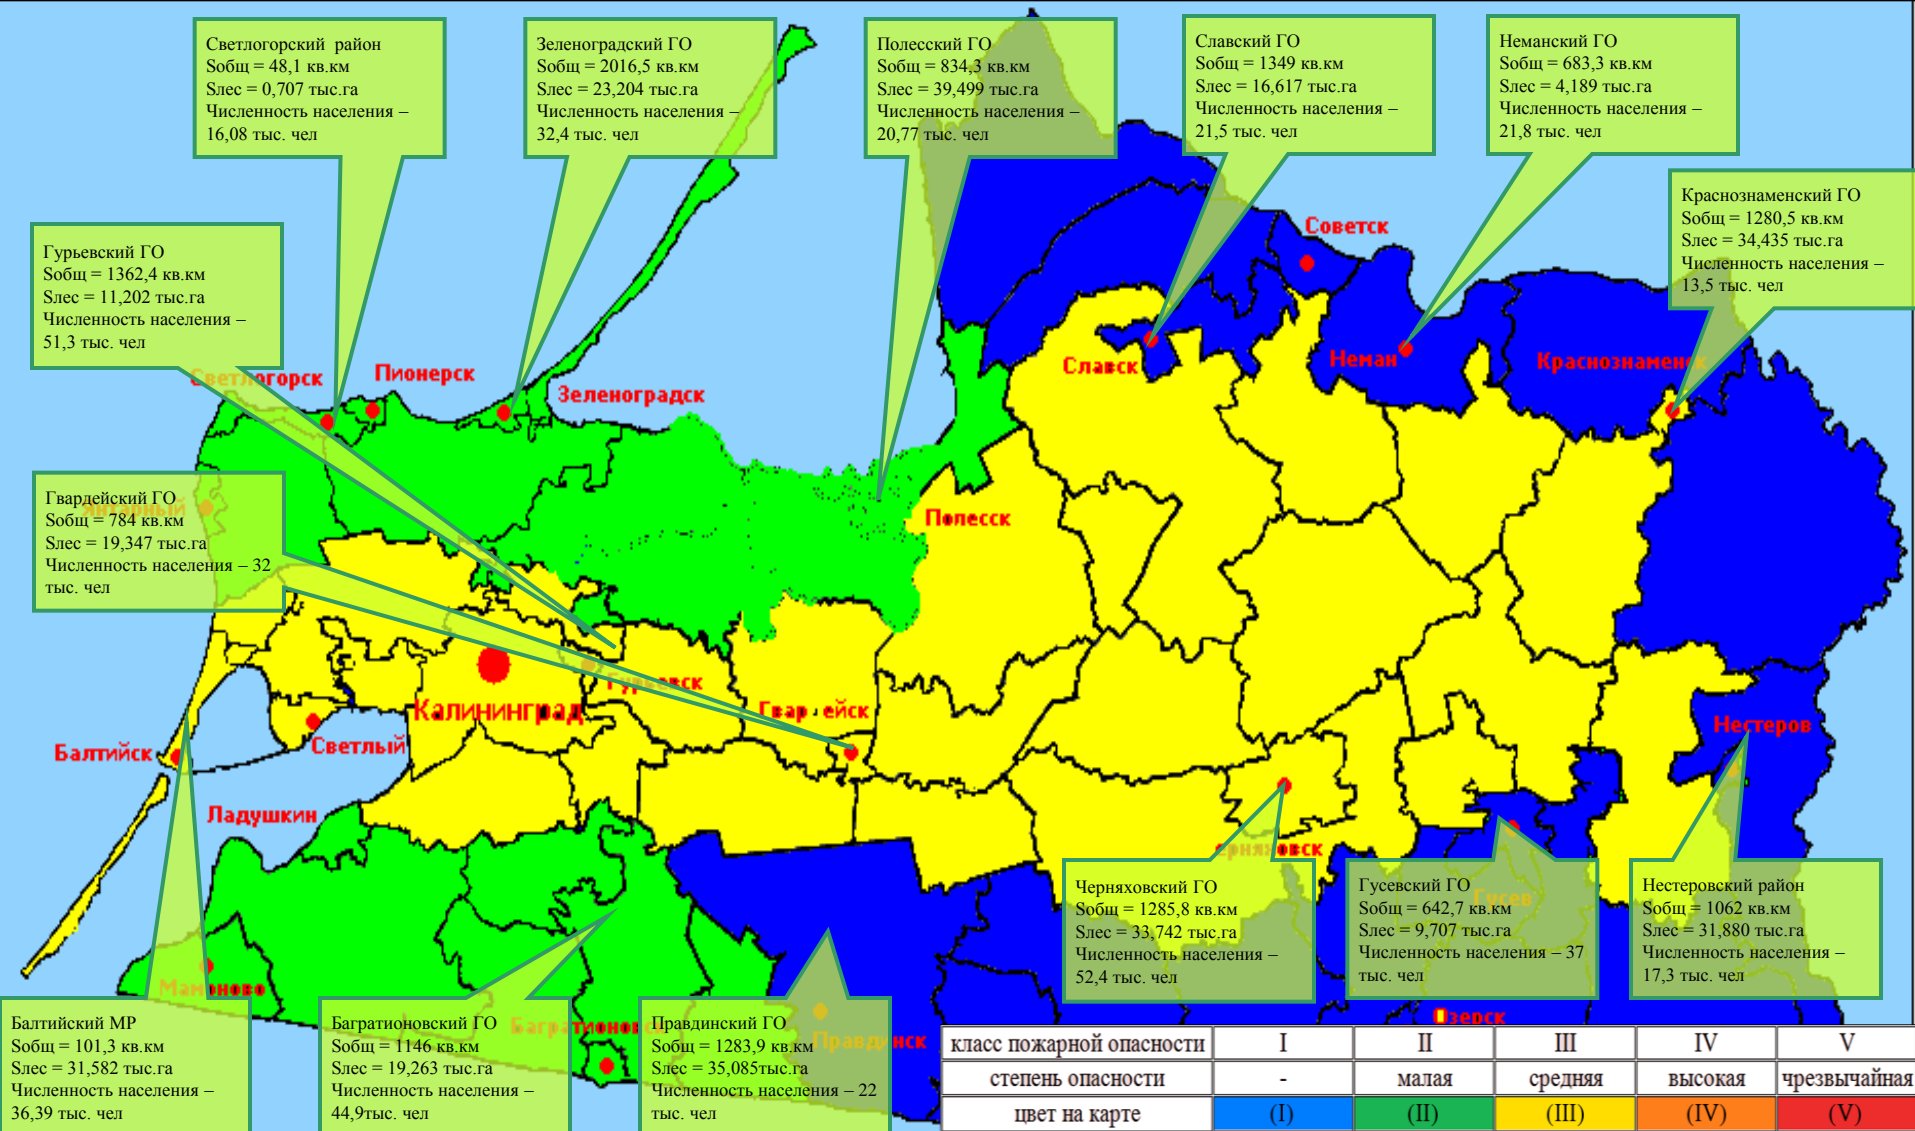 Светлогорский район
Sобщ = 48,1 кв.км
Sлес = 0,707 тыс.га
Численность населения –
16,08 тыс. чел
Зеленоградский ГО
Sобщ = 2016,5 кв.км
Sлес = 23,204 тыс.га
Численность населения –
32,4 тыс. чел
Полесский ГО
Sобщ = 834,3 кв.км
Sлес = 39,499 тыс.га
Численность населения –
20,77 тыс. чел
Славский ГО
Sобщ = 1349 кв.км
Sлес = 16,617 тыс.га
Численность населения –
21,5 тыс. чел
Неманский ГО
Sобщ = 683,3 кв.км
Sлес = 4,189 тыс.га
Численность населения –
21,8 тыс. чел
Краснознаменский ГО
Sобщ = 1280,5 кв.км
Sлес = 34,435 тыс.га
Численность населения –
13,5 тыс. чел
Гурьевский ГО
Sобщ = 1362,4 кв.км
Sлес = 11,202 тыс.га
Численность населения –
51,3 тыс. чел
Советск
Славск
Неман
Краснознаменск
Светлогорск
Пионерск
Зеленоградск
Гвардейский ГО
Sобщ = 784 кв.км
Sлес = 19,347 тыс.га
Численность населения – 32
тыс. чел
Янтарный
Полесск
Гурьевск
Калининград
Гвар ейск
Светлый
Балтийск
Нестеров
Ладушкин
ерняховск
Гусев
Мамоново
Багратионовск
Правдинск
Озерск
Черняховский ГО
Sобщ = 1285,8 кв.км
Sлес = 33,742 тыс.га
Численность населения –
52,4 тыс. чел
Гусевский ГО
Sобщ = 642,7 кв.км
Sлес = 9,707 тыс.га
Численность населения – 37
тыс. чел
Нестеровский район
Sобщ = 1062 кв.км
Sлес = 31,880 тыс.га
Численность населения –
17,3 тыс. чел
Балтийский МР
Sобщ = 101,3 кв.км
Sлес = 31,582 тыс.га
Численность населения –
36,39 тыс. чел
Багратионовский ГО
Sобщ = 1146 кв.км
Sлес = 19,263 тыс.га
Численность населения –
44,9тыс. чел
Правдинский ГО
Sобщ = 1283,9 кв.км
Sлес = 35,085тыс.га
Численность населения – 22
тыс. чел
класс пожарной опасности I II III IV V
степень опасности - малая средняя высокая чрезвычайная
цвет на карте (I) (II) (III) (IV) (V)